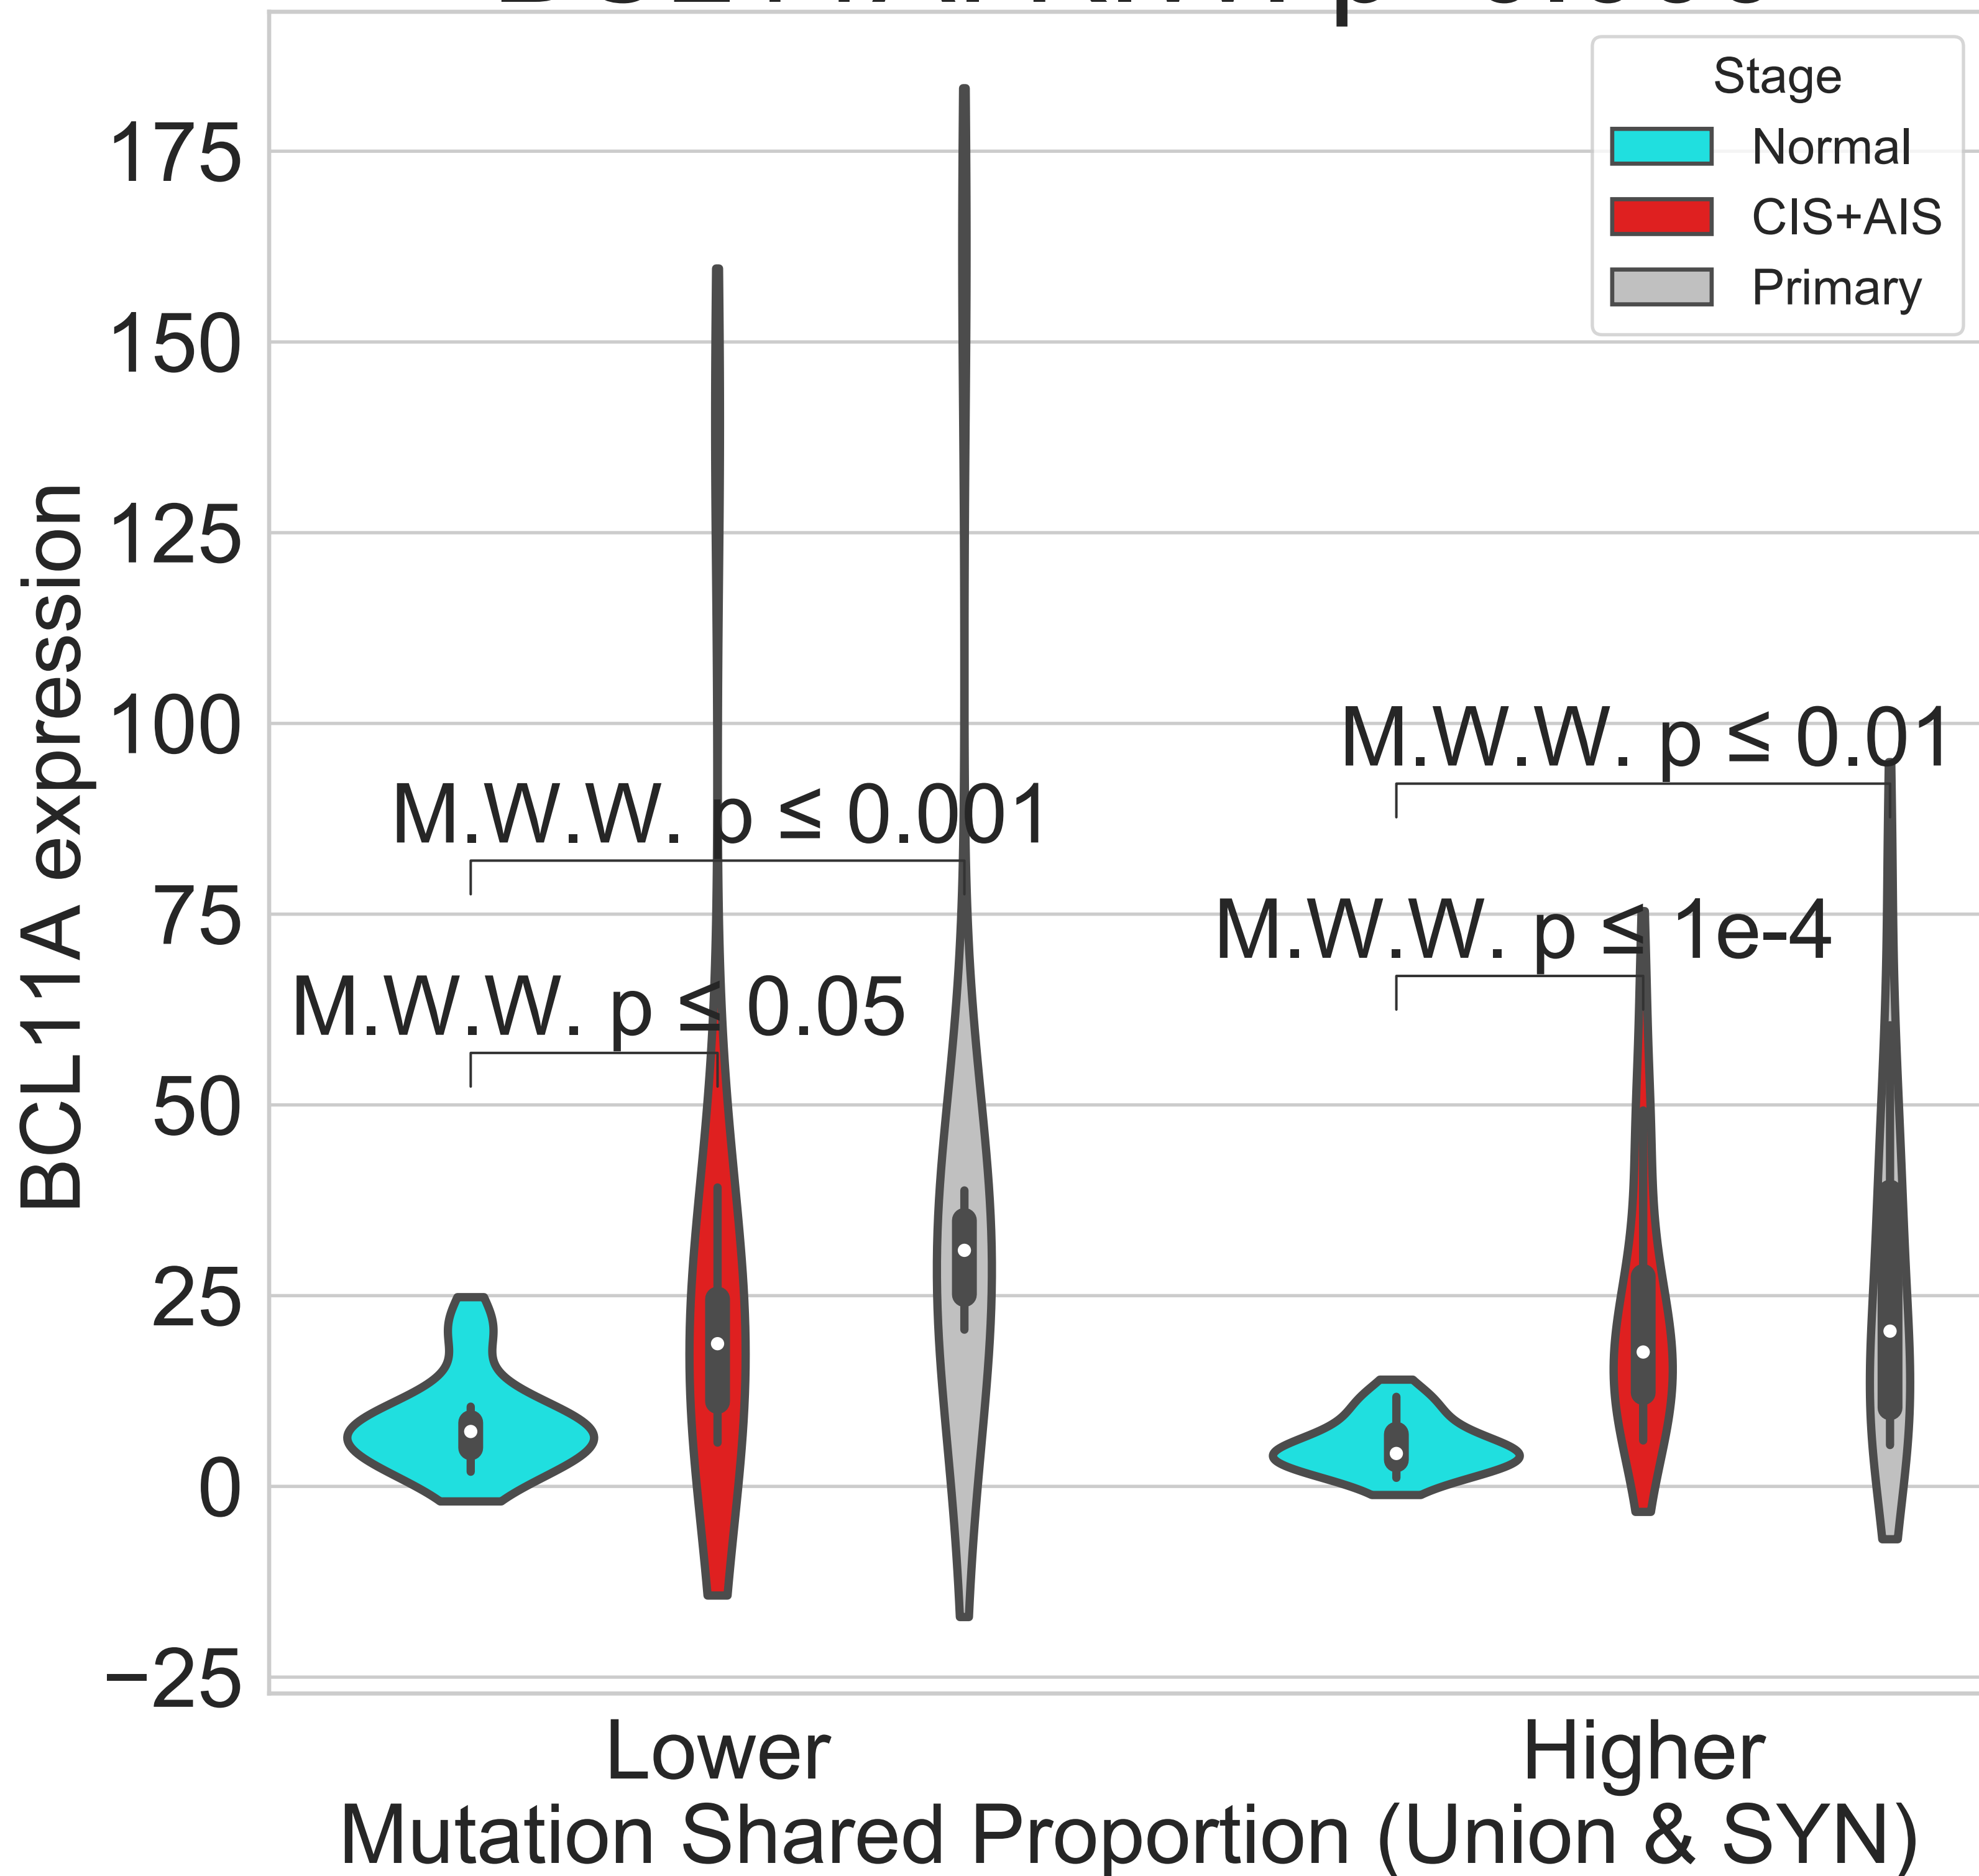 Stage
Normal
CIS+AIS
Primary
175
150
125
100
75
50
25
0
−25
BCL11A expression
M.W.W. p ≤ 0.01
M.W.W. p ≤ 0.001
M.W.W. p ≤ 1e-4
M.W.W. p ≤ 0.05
Lower
Higher
Mutation Shared Proportion (Union & SYN)